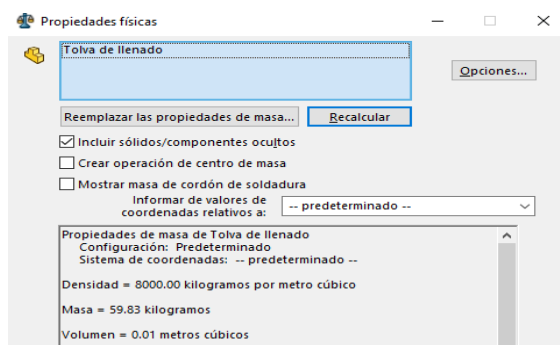 Propiedades físicas
Tolva de llenado
Opciones...
Reemplazar las propiedades de masa...
Recalcular
Incluir sólidos/componentes ocultos
Crear operación de centro de masa
Mostrar masa de cordón de soldadura
Informar de valores de
coordenadas relativos a:
-- predeterminado --
Propiedades de masa de Tolva de llenado
Configuración: Predeterminado
Sistema de coordenadas: -- predeterminado --
Densidad = 8000.00 kilogramos por metro cúbico
Masa = 59.83 kilogramos
Volumen = 0.01 metros cúbicos